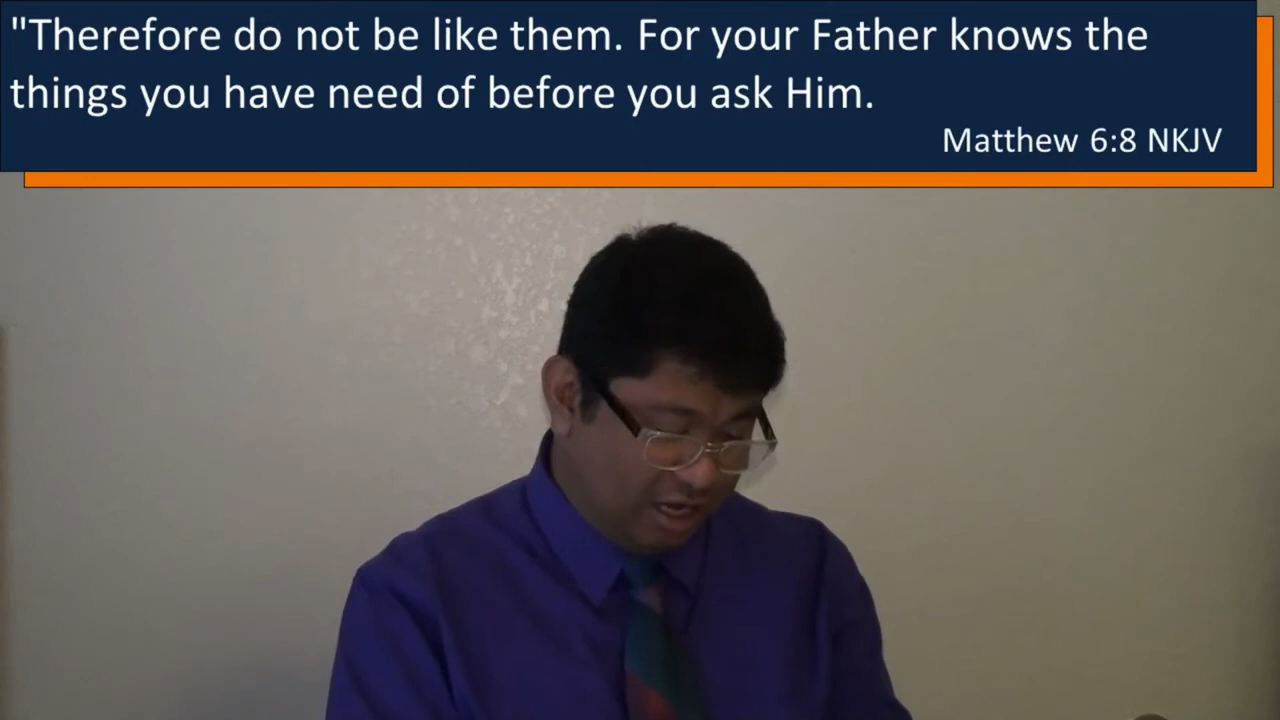 "Therefore do not be like them. For your Father knows the
things you have need of before you ask Him.
Matthew 6:8 NKJV